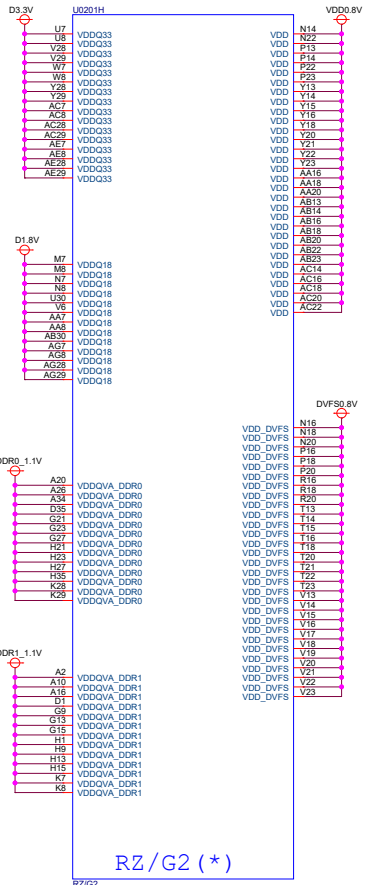 D3.3V
U0201H
U7 VDDQ33
U8 VDDQ33
V28 VDDQ33
V29 VDDQ33
W7 VDDQ33
W8 VDDQ33
Y28 VDDQ33
Y29 VDDQ33
AC7 VDDQ33
AC8 VDDQ33
AC28 VDDQ33
AC29 VDDQ33
AE7 VDDQ33
AE8 VDDQ33
AE28 VDDQ33
AE29 VDDQ33
D1.8V
M7 VDDQ18
M8 VDDQ18
N7 VDDQ18
N8 VDDQ18
U30 VDDQ18
V6 VDDQ18
AA7 VDDQ18
AA8 VDDQ18
AB30 VDDQ18
AG7 VDDQ18
AG8 VDDQ18
AG28 VDDQ18
AG29 VDDQ18
DDR0_1.1V
A20 VDDQVA_DDR0
A26 VDDQVA_DDR0
A34 VDDQVA_DDR0
D35 VDDQVA_DDR0
G21 VDDQVA_DDR0
G23 VDDQVA_DDR0
G27 VDDQVA_DDR0
H21 VDDQVA_DDR0
H23 VDDQVA_DDR0
H27 VDDQVA_DDR0
H35 VDDQVA_DDR0
K28 VDDQVA_DDR0
K29 VDDQVA_DDR0
DDR1_1.1V
A2 VDDQVA_DDR1
A10 VDDQVA_DDR1
A16 VDDQVA_DDR1
D1 VDDQVA_DDR1
G9 VDDQVA_DDR1
G13 VDDQVA_DDR1
G15 VDDQVA_DDR1
H1 VDDQVA_DDR1
H9 VDDQVA_DDR1
H13 VDDQVA_DDR1
H15 VDDQVA_DDR1
K7 VDDQVA_DDR1
K8 VDDQVA_DDR1
VDD0.8V
VDD N14
VDD N22
VDD P13
VDD P14
VDD P22
VDD P23
VDD Y13
VDD Y14
VDD Y15
VDD Y16
VDD Y18
VDD Y20
VDD Y21
VDD Y22
VDD Y23
VDD AA16
VDD AA18
VDD AA20
VDD AB13
VDD AB14
VDD AB16
VDD AB18
VDD AB20
VDD AB22
VDD AB23
VDD AC14
VDD AC16
VDD AC18
VDD AC20
VDD AC22
DVFS0.8V
VDD_DVFS N16
VDD_DVFS N18
VDD_DVFS N20
VDD_DVFS P16
VDD_DVFS P18
VDD_DVFS P20
VDD_DVFS R16
VDD_DVFS R18
VDD_DVFS R20
VDD_DVFS T13
VDD_DVFS T14
VDD_DVFS T15
VDD_DVFS T16
VDD_DVFS T18
VDD_DVFS T20
VDD_DVFS T21
VDD_DVFS T22
VDD_DVFS T23
VDD_DVFS V13
VDD_DVFS V14
VDD_DVFS V15
VDD_DVFS V16
VDD_DVFS V17
VDD_DVFS V18
VDD_DVFS V19
VDD_DVFS V20
VDD_DVFS V21
VDD_DVFS V22
VDD_DVFS V23
RZ/G2(*)
RZ/G2